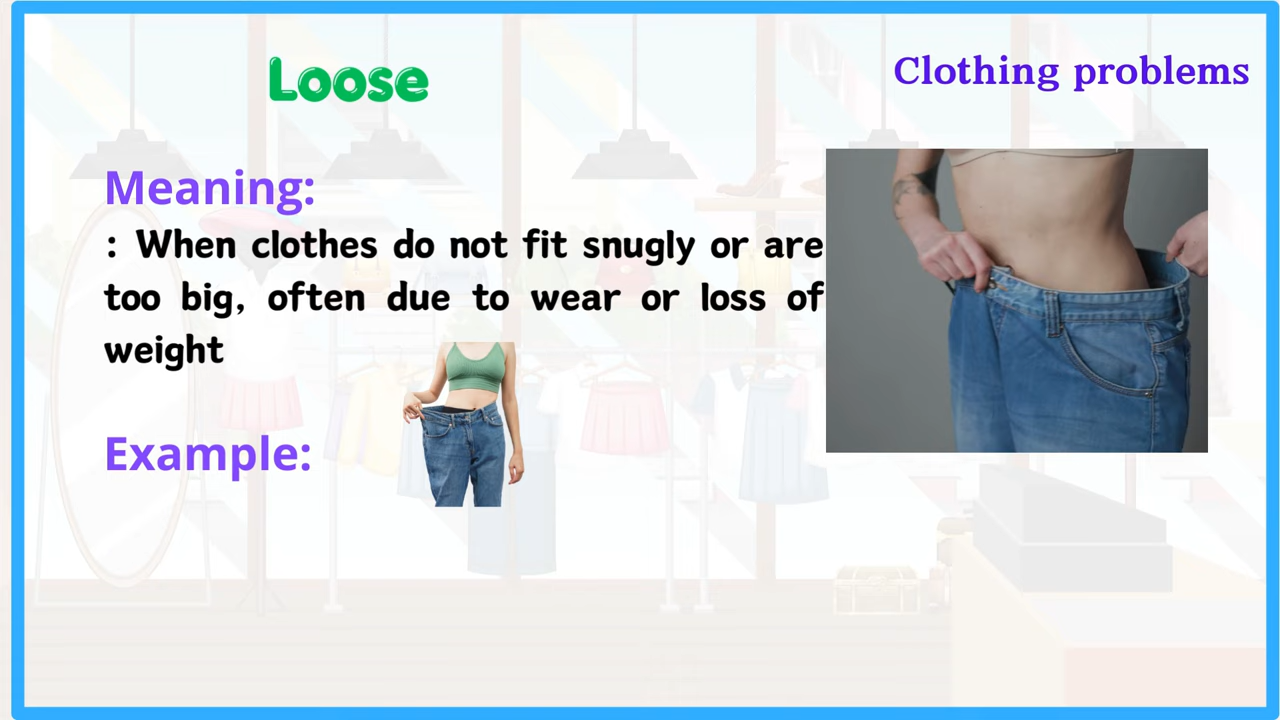 Loose
Clothing problems
Meaning:
: When clothes do not fit snugly or are
too big, often due to wear or loss of
weight
Example: